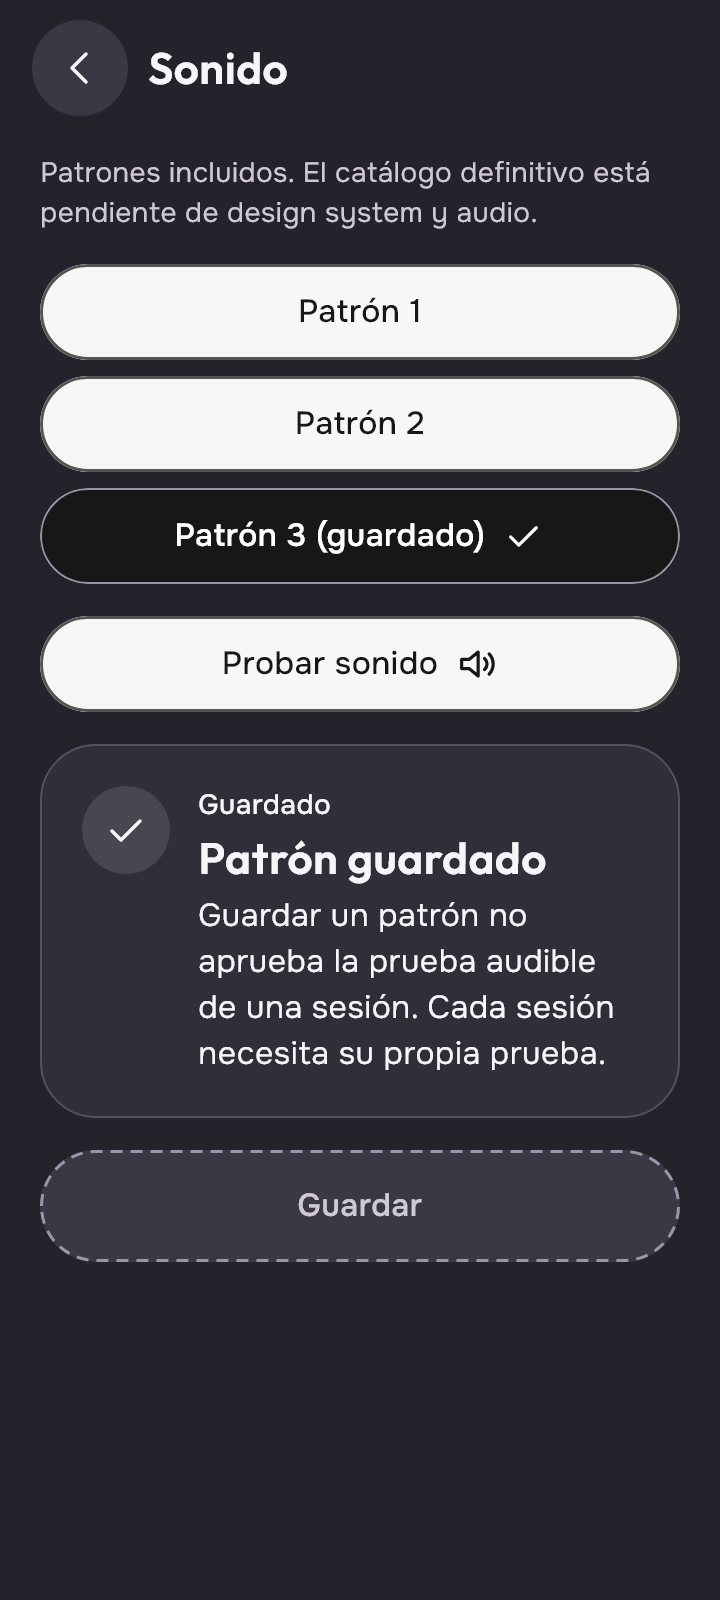 Sonido
Patrones incluidos. El catálogo definitivo está
pendiente de design system y audio.
Patrón 1
Patrón 2
Patrón 3 (guardado)
Probar sonido
Guardado
Patrón guardado
Guardar un patrón no
aprueba la prueba audible
de una sesión. Cada sesión
necesita su propia prueba.
Guardar